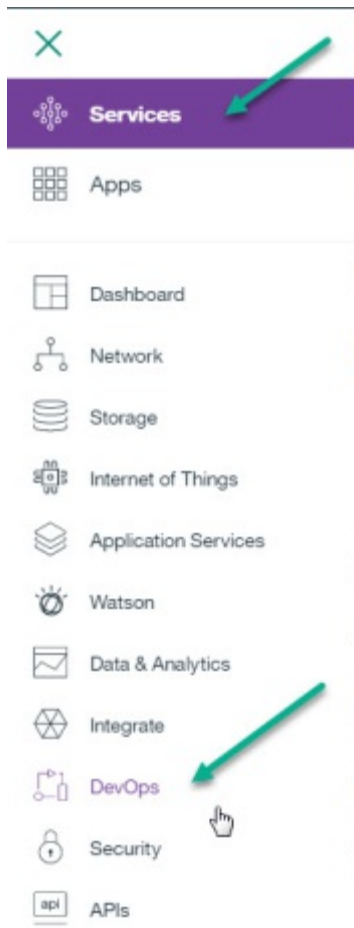 Services
Apps
Dashboard
Network
Storage
Internet of Things
Application Services
Watson
Data & Analytics
Integrate
DevOps
Security
api APIs